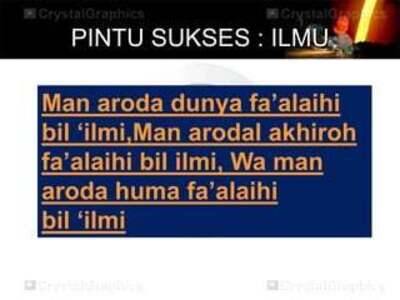 CrystalGraphics CrystalGraphics
PINTU SUKSES : ILMU
Man aroda dunya fa’alaihi
bil ‘ilmi,Man arodal akhiroh
fa’alaihi bil ilmi, Wa man
aroda huma fa’alaihi
bil ‘ilmi
CrystalGraphics CrystalGraphics